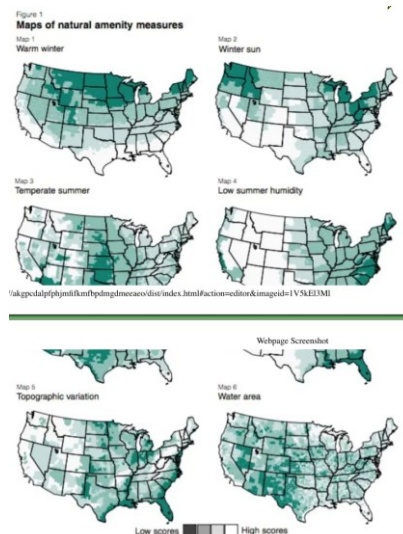 Figure 1
Maps of natural amenity measures
Map 1
Warm winter
Map 2
Winter sun
Map 3
Temperate summer
Map 4
Low summer humidity
Webpage Screenshot
Map 5
Topographic variation
Map 6
Water area
Low scores
High scores